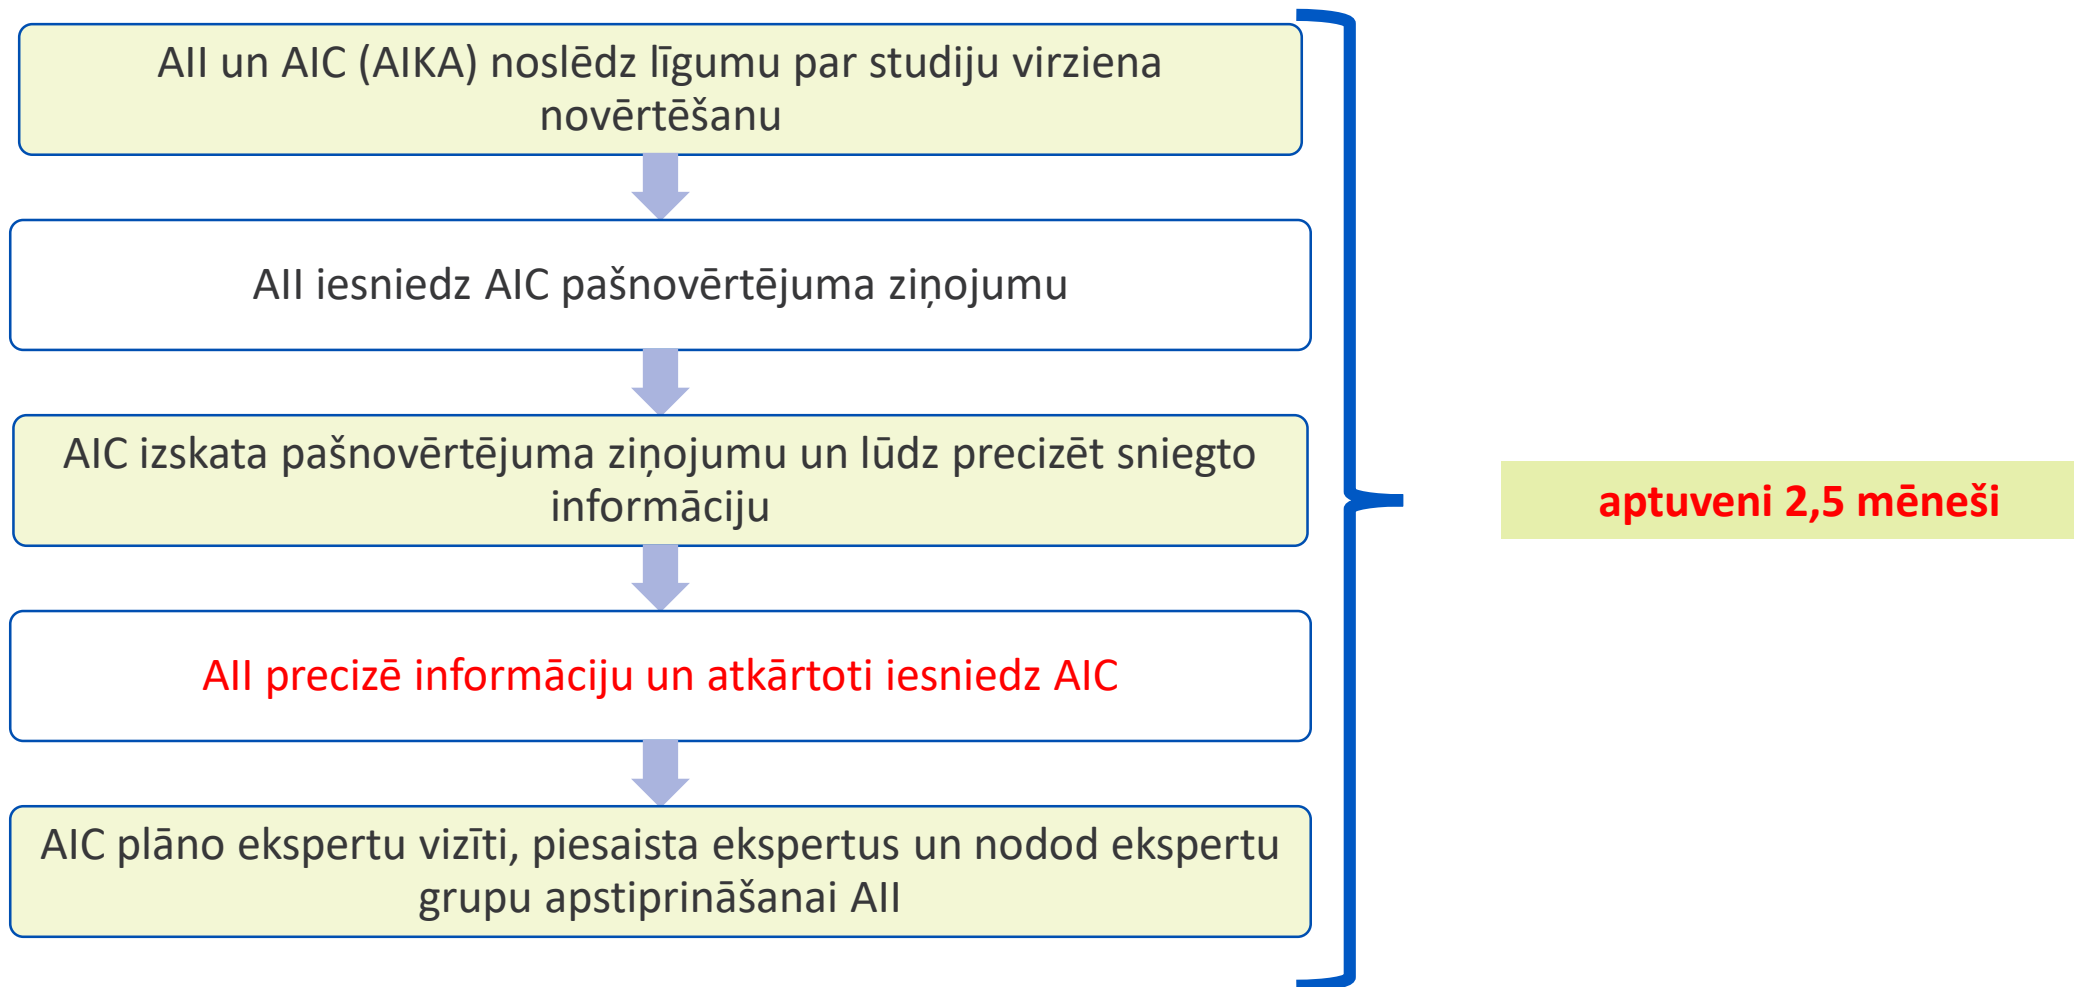 AII un AIC (AIKA) noslēdz līgumu par studiju virziena
novērtēšanu
AII iesniedz AIC pašnovērtējuma ziņojumu
AIC izskata pašnovērtējuma ziņojumu un lūdz precizēt sniegto
informāciju
AII precizē informāciju un atkārtoti iesniedz AIC
AIC plāno ekspertu vizīti, piesaista ekspertus un nodod ekspertu
grupu apstiprināšanai AII
aptuveni 2,5 mēneši